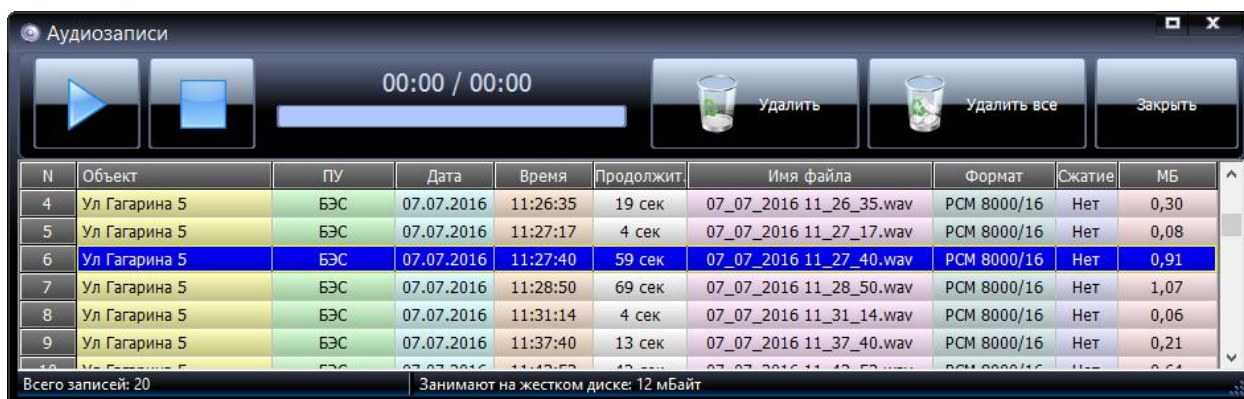 Аудиозаписи
00:00 / 00:00
Удалить
Удалить все
Закрыть
N Объект ПУ Дата Время Продолжит. Имя файла Формат Сжатие МБ
4 Ул Гагарина 5 БЭС 07.07.2016 11:26:35 19 сек 07_07_2016 11_26_35.wav PCM 8000/16 Нет 0,30
5 Ул Гагарина 5 БЭС 07.07.2016 11:27:17 4 сек 07_07_2016 11_27_17.wav PCM 8000/16 Нет 0,08
6 Ул Гагарина 5 БЭС 07.07.2016 11:27:40 59 сек 07_07_2016 11_27_40.wav PCM 8000/16 Нет 0,91
7 Ул Гагарина 5 БЭС 07.07.2016 11:28:50 69 сек 07_07_2016 11_28_50.wav PCM 8000/16 Нет 1,07
8 Ул Гагарина 5 БЭС 07.07.2016 11:31:14 4 сек 07_07_2016 11_31_14.wav PCM 8000/16 Нет 0,06
9 Ул Гагарина 5 БЭС 07.07.2016 11:37:40 13 сек 07_07_2016 11_37_40.wav PCM 8000/16 Нет 0,21
Всего записей: 20 Занимают на жестком диске: 12 мБайт